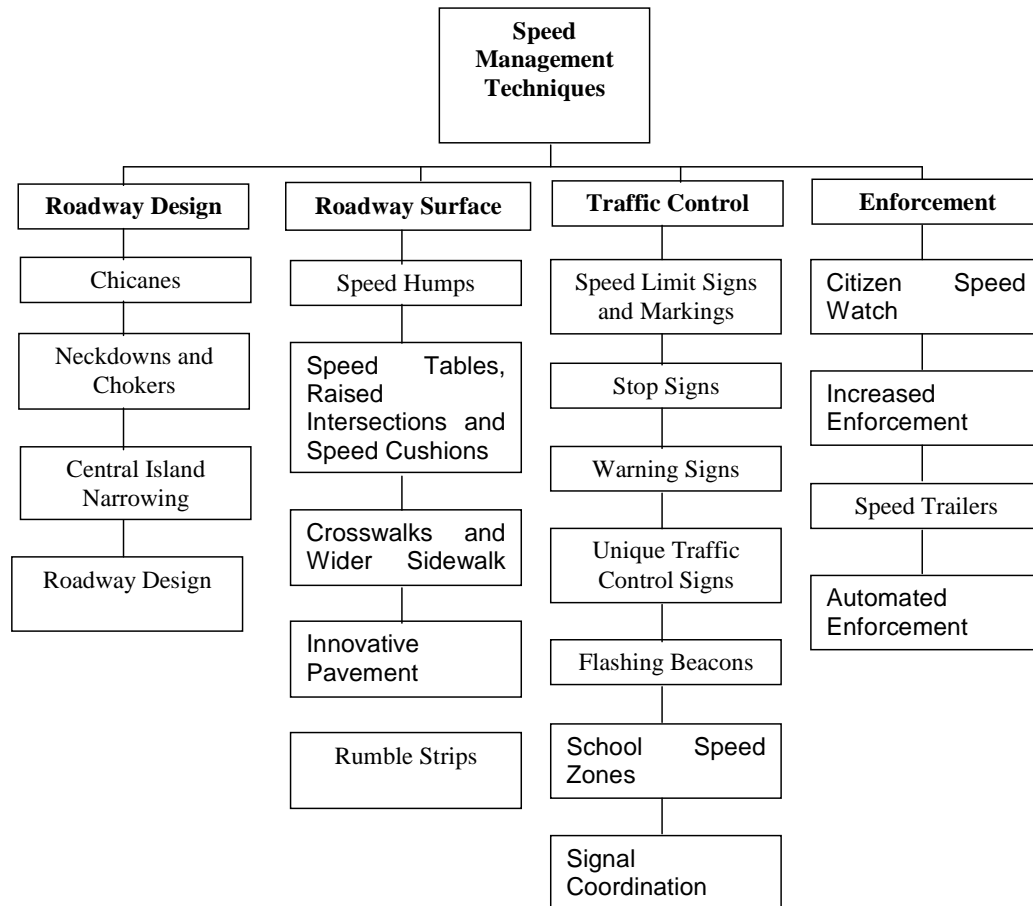 Speed
Management
Techniques
Roadway Design
Chicanes
Neckdowns and
Chokers
Central Island
Narrowing
Roadway Design
Roadway Surface
Speed Humps
Speed Tables,
Raised
Intersections and
Speed Cushions
Crosswalks and
Wider Sidewalk
Innovative
Pavement
Rumble Strips
Traffic Control
Speed Limit Signs
and Markings
Stop Signs
Warning Signs
Unique Traffic
Control Signs
Flashing Beacons
School Speed
Zones
Signal
Coordination
Enforcement
Citizen Speed
Watch
Increased
Enforcement
Speed Trailers
Automated
Enforcement